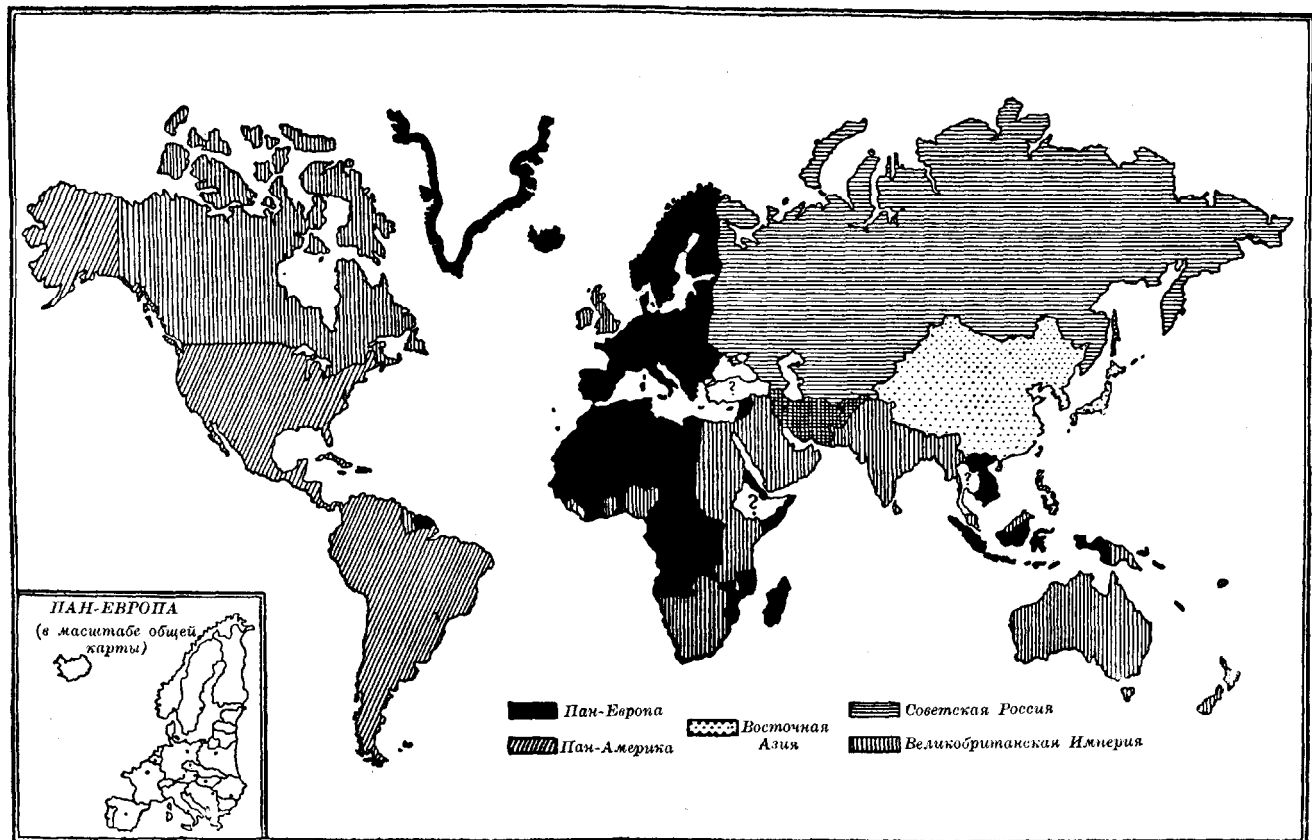 ?
?
?
ПАН-ЕВРОПА
(в масштабе общей
карты)
Пан-Европа
Пан-Америка
Восточная
Азия
Советская Россия
Великобританская Империя